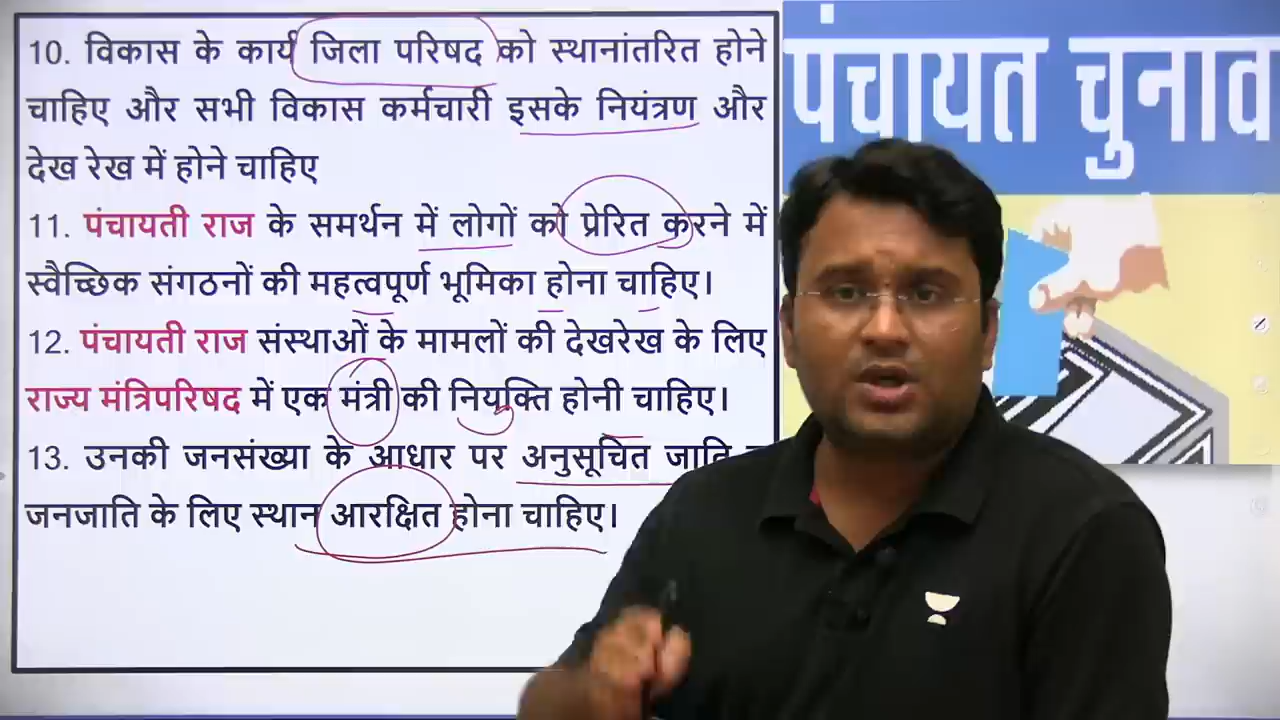 10. विकास के कार्य जिला परिषद को स्थानांतरित होने
चाहिए और सभी विकास कर्मचारी इसके नियंत्रण और
देख रेख में होने चाहिए
11. पंचायती राज के समर्थन में लोगों को प्रेरित करने में
स्वैच्छिक संगठनों की महत्वपूर्ण भूमिका होना चाहिए।
12. पंचायती राज संस्थाओं के मामलों की देखरेख के लिए
राज्य मंत्रिपरिषद में एक मंत्री की नियुक्ति होनी चाहिए।
13. उनकी जनसंख्या के आधार पर अनुसूचित जाति
जनजाति के लिए स्थान आरक्षित होना चाहिए।
पंचायत चुनाव